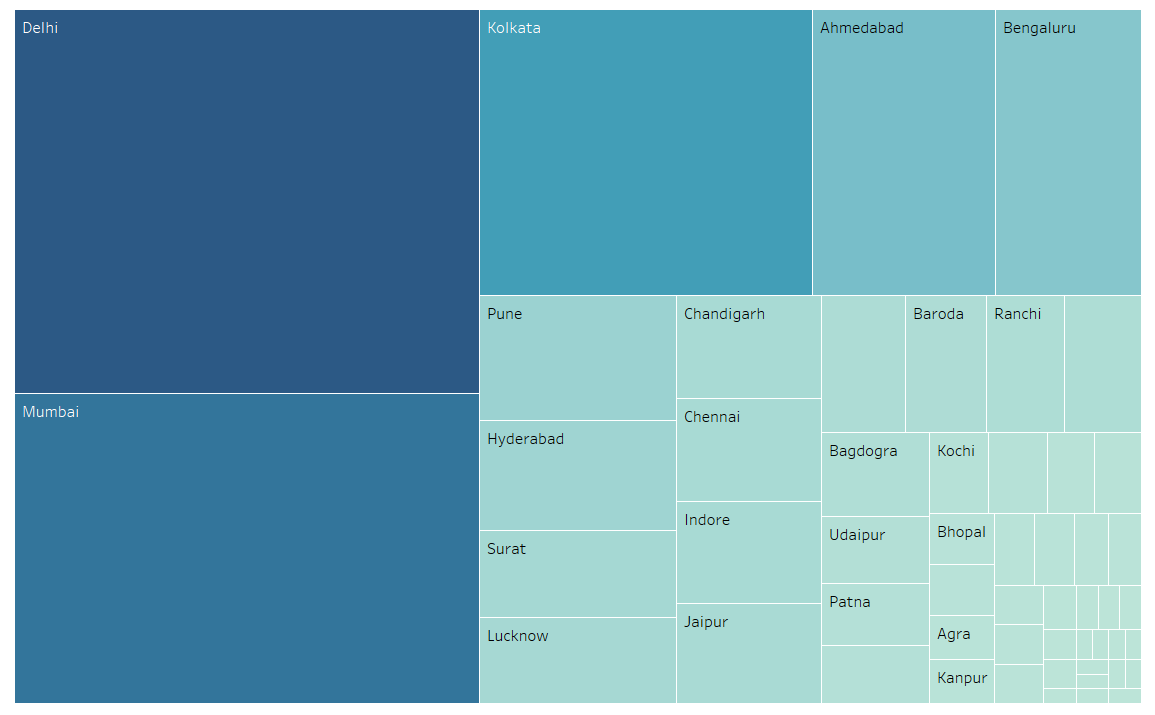 Delhi
Kolkata
Ahmedabad
Bengaluru
Pune
Chandigarh
Baroda
Ranchi
Mumbai
Chennai
Hyderabad
Bagdogra
Kochi
Indore
Bhopal
Udaipur
Surat
Patna
Jaipur
Lucknow
Agra
Kanpur